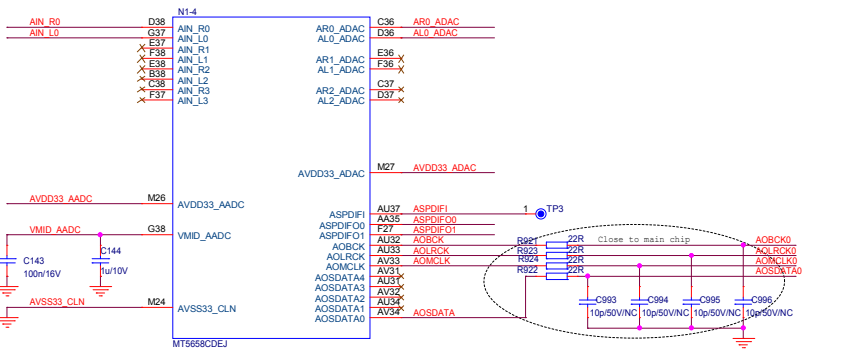 N1-4
AIN_R0 D38 AIN_R0 AR0_ADAC C36 AR0_ADAC
AIN_L0 G37 AIN_L0 AL0_ADAC D36 AL0_ADAC
E37 AIN_R1
F38 AIN_L1 AR1_ADAC E36
E38 AIN_R2 AL1_ADAC F36
B38 AIN_L2
C38 AIN_R3 AR2_ADAC C37
F37 AIN_L3 AL2_ADAC D37
AVDD33_ADAC M27 AVDD33_ADAC
AVDD33_AADC M26 AVDD33_AADC
ASPDIFI AU37 ASPDIFI 1 TP3
ASPDIFO0 AA35 ASPDIFO0
VMID_AADC G38 VMID_AADC ASPDIFO1 F27 ASPDIFO1
AOBCK AU32 AOBCK R921 22R Close to main chip AOBCK0
AOLRCK AU33 AOLRCK R923 22R AOLRCK0
AOMCLK AV33 AOMCLK R924 22R AOMCLK0
AOSDATA4 AV31 R922 22R AOSDATA0
AOSDATA3 AU31
AOSDATA2 AV32
AOSDATA1 AU34
AOSDATA0 AV34 AOSDATA
C143
100n/16V
C144
1u/10V
C993 C994 C995 C996
10p/50V/NC 10p/50V/NC 10p/50V/NC 10p/50V/NC
AVSS33_CLN M24 AVSS33_CLN
MT5658CDEJ